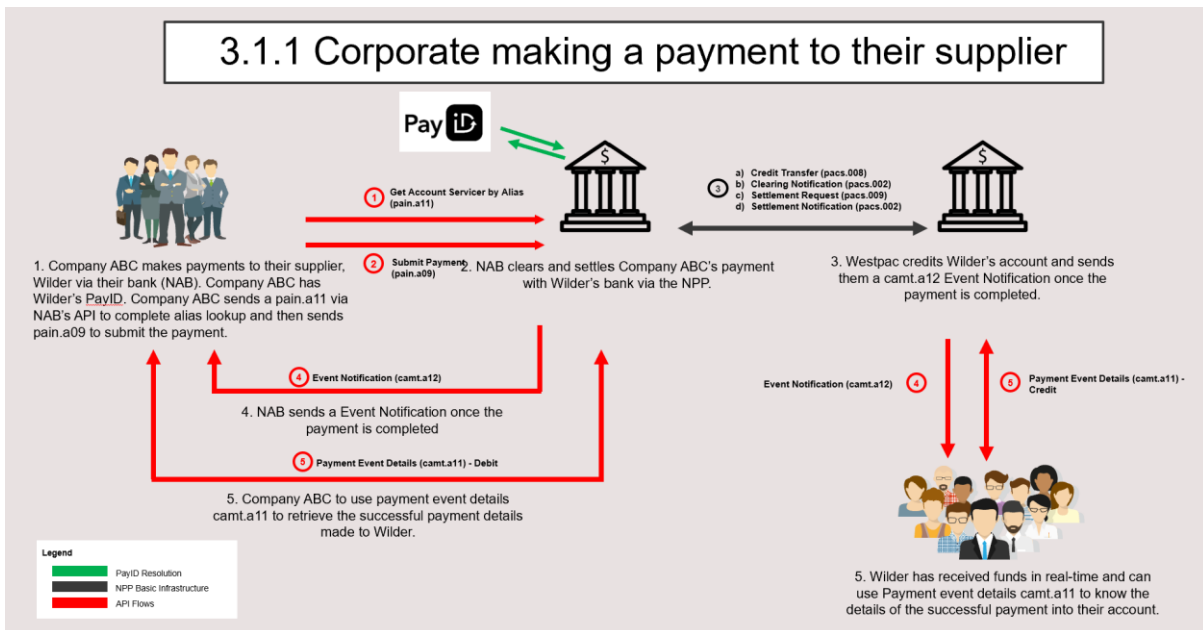 3.1.1 Corporate making a payment to their supplier
Pay iD
$
$
1 Get Account Servicer by Alias
(pain.a11)
2 Submit Payment
(pain.a09)
3
a) Credit Transfer (pacs.008)
b) Clearing Notification (pacs.002)
c) Settlement Request (pacs.009)
d) Settlement Notification (pacs.002)
1. Company ABC makes payments to their supplier,
Wilder via their bank (NAB). Company ABC has
Wilder's PayID. Company ABC sends a pain.a11 via
NAB's API to complete alias lookup and then sends
pain.a09 to submit the payment.
2. NAB clears and settles Company ABC's payment
with Wilder's bank via the NPP.
3. Westpac credits Wilder's account and sends
them a camt.a12 Event Notification once the
payment is completed.
4 Event Notification (camt.a12)
4. NAB sends a Event Notification once the
payment is completed
5 Payment Event Details (camt.a11) - Debit
5. Company ABC to use payment event details
camt.a11 to retrieve the successful payment details
made to Wilder.
Event Notification (camt.a12) 4
5 Payment Event Details (camt.a11) -
Credit
5. Wilder has received funds in real-time and can
use Payment event details camt.a11 to know the
details of the successful payment into their account.
Legend
PayID Resolution
NPP Basic Infrastructure
API Flows